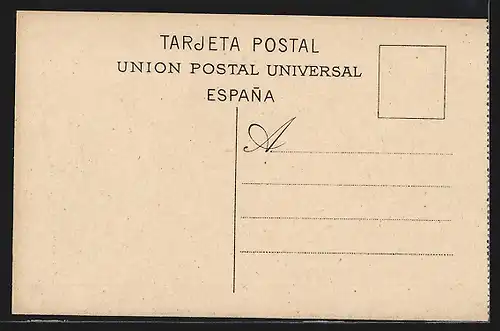 TARJETA POSTAL
UNION POSTAL UNIVERSAL
ESPAÑA
A